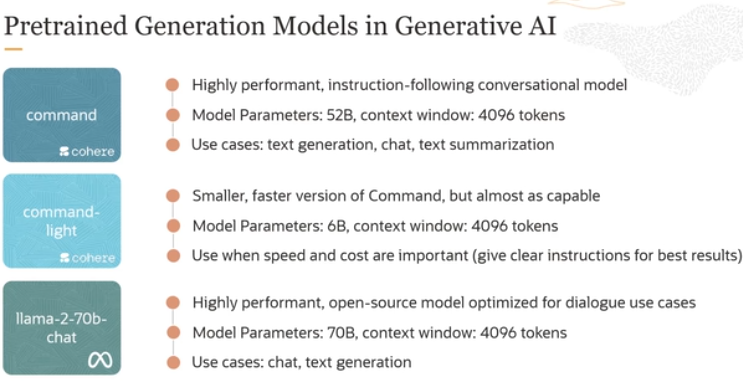 Pretrained Generation Models in Generative AI
command
cohere
Highly performant, instruction-following conversational model
Model Parameters: 52B, context window: 4096 tokens
Use cases: text generation, chat, text summarization
command-
light
cohere
Smaller, faster version of Command, but almost as capable
Model Parameters: 6B, context window: 4096 tokens
Use when speed and cost are important (give clear instructions for best results)
llama-2-70b-
chat
Highly performant, open-source model optimized for dialogue use cases
Model Parameters: 70B, context window: 4096 tokens
Use cases: chat, text generation